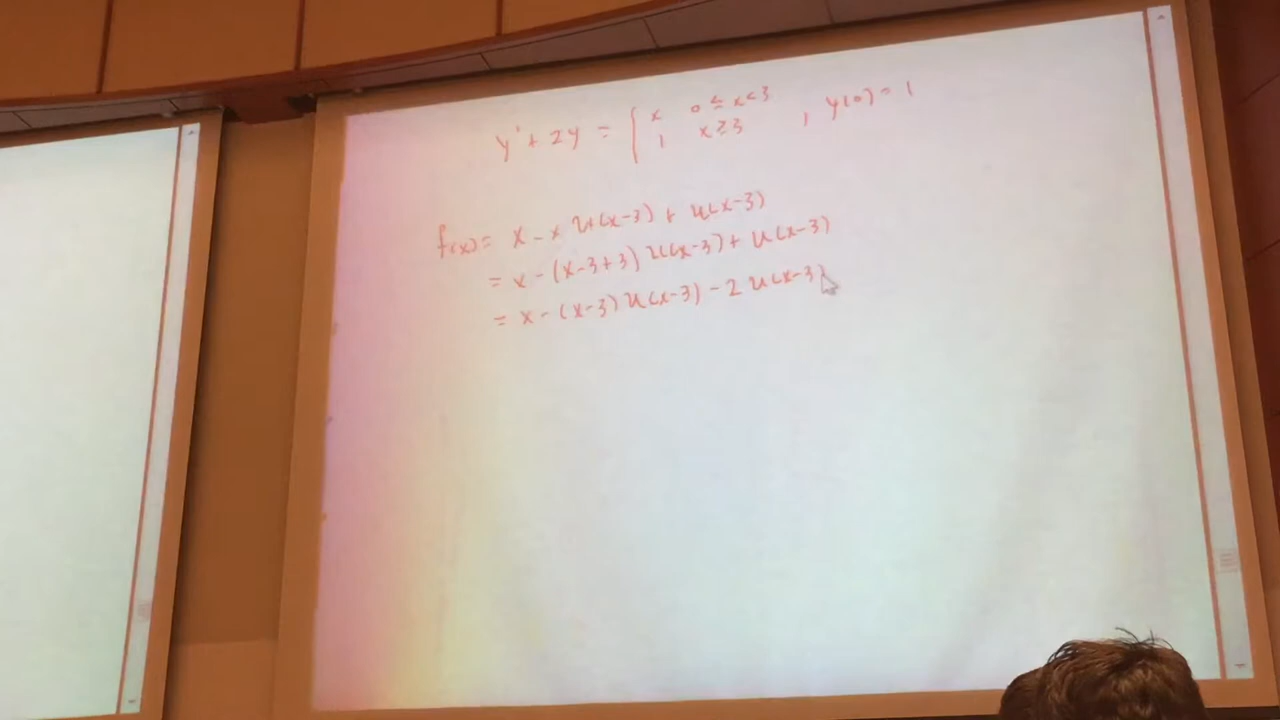 y' + 2y = { x 0 ≤ x < 3 , y(0) = 1
1 x ≥ 3
f(x) = x - x u(x-3) + u(x-3)
= x - (x-3+3) u(x-3) + u(x-3)
= x - (x-3) u(x-3) - 2 u(x-3)